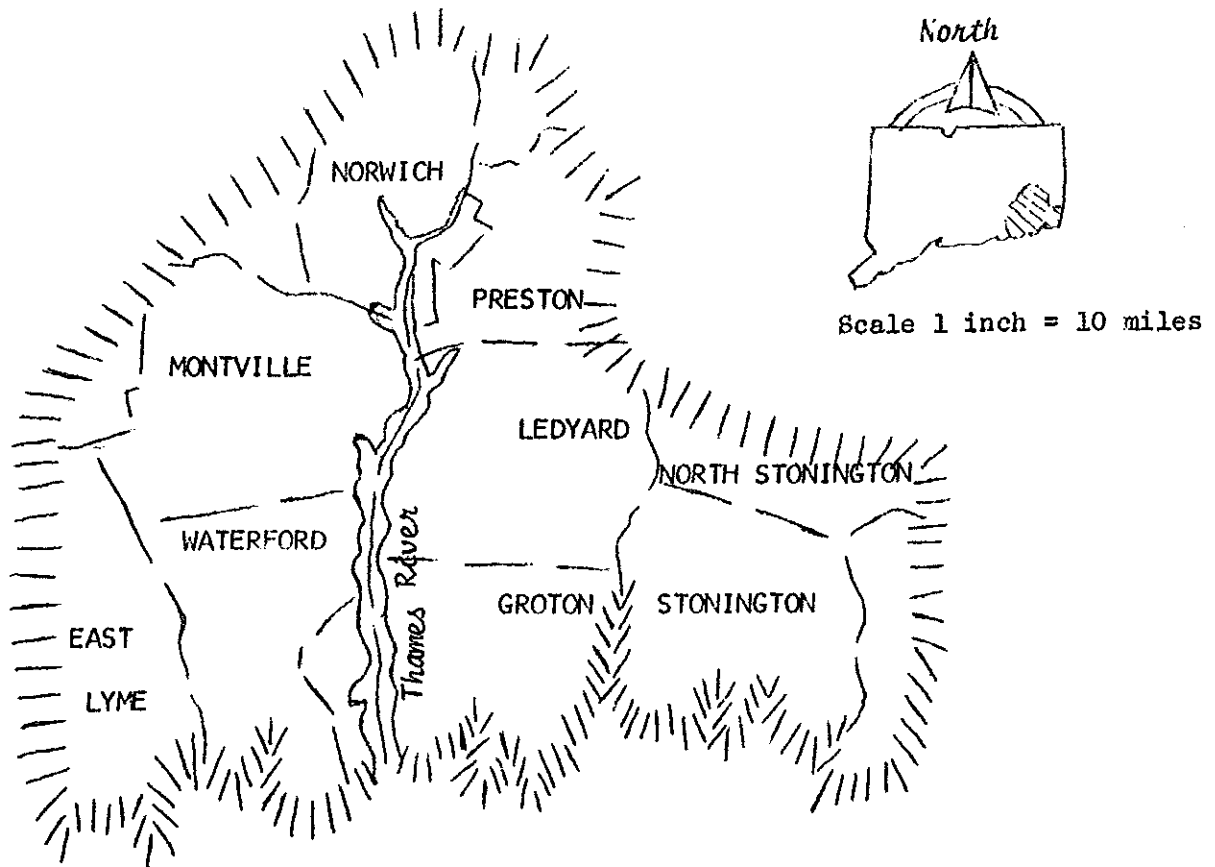 North
NORWICH
PRESTON
Scale 1 inch = 10 miles
MONTVILLE
LEDYARD
NORTH STONINGTON
WATERFORD
Thames River
GROTON
STONINGTON
EAST
LYME